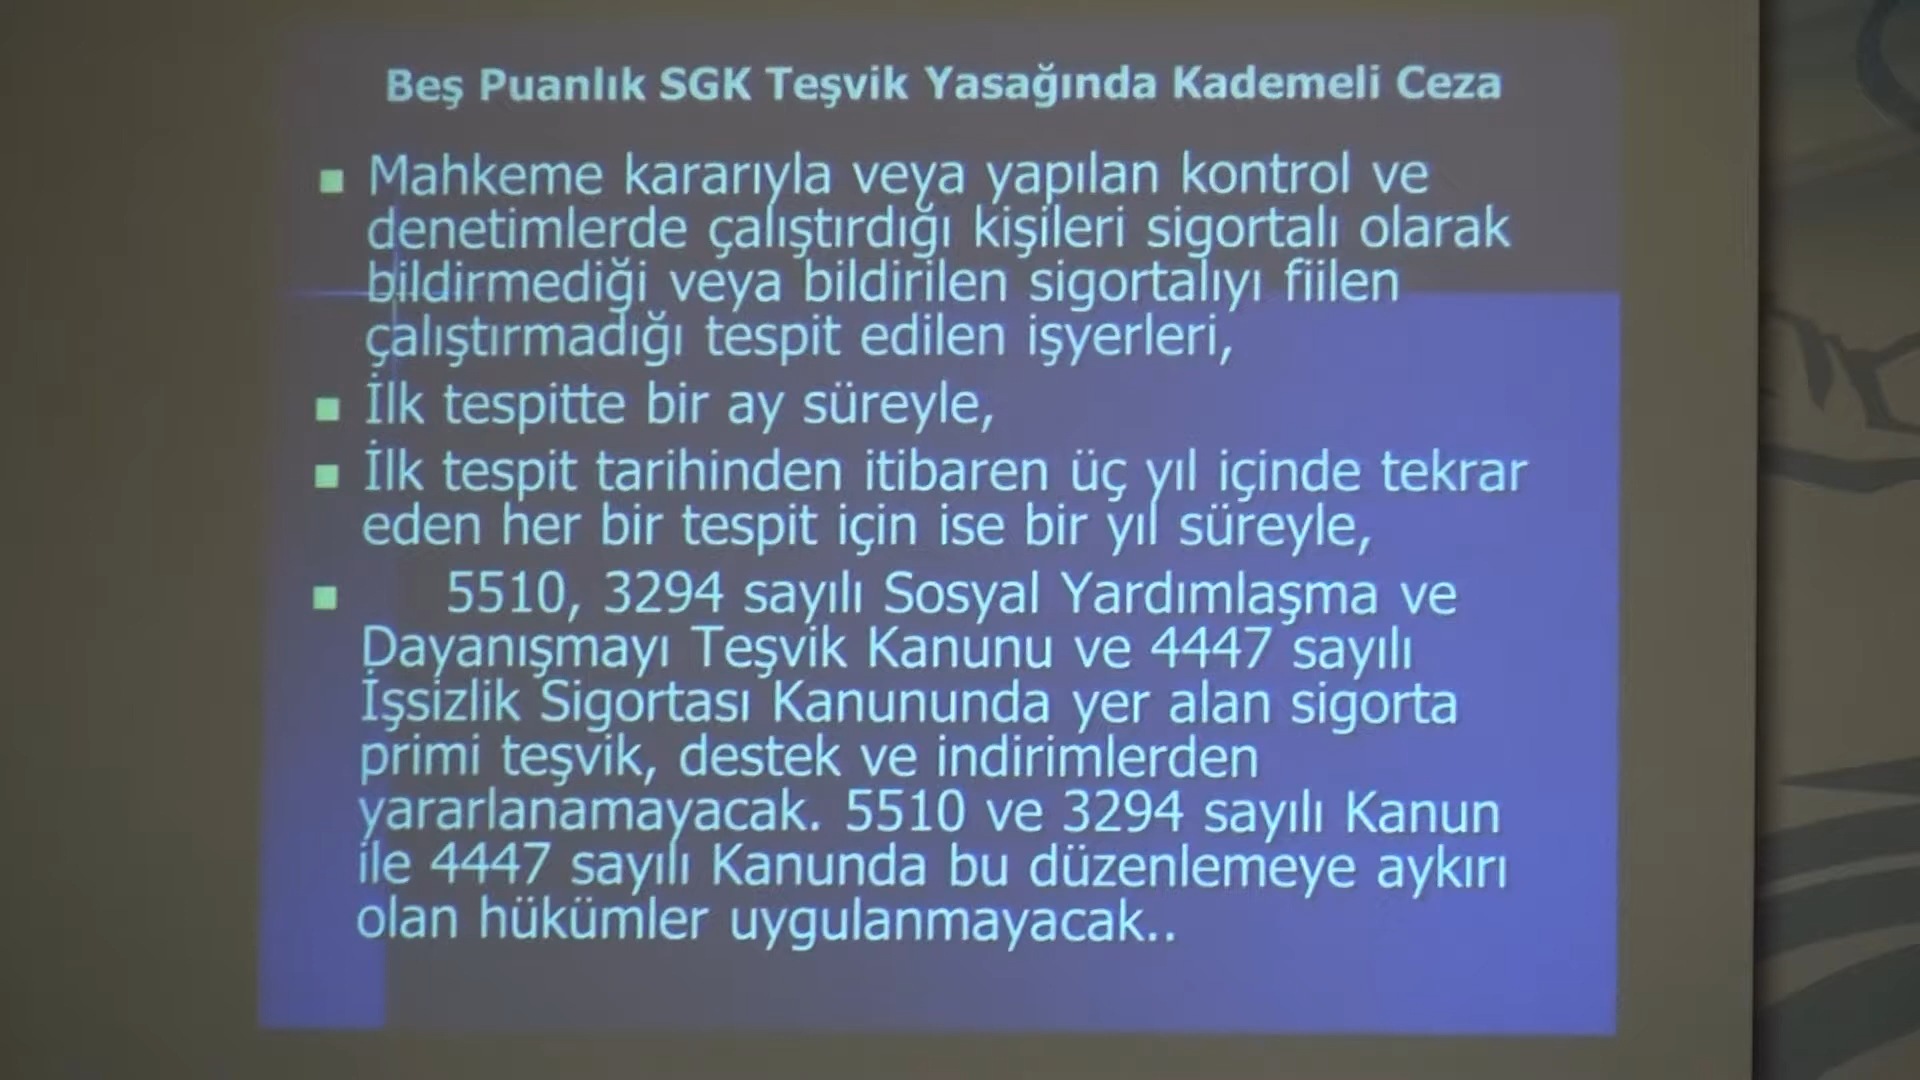 Beş Puanlık SGK Teşvik Yasağında Kademeli Ceza
Mahkeme kararıyla veya yapılan kontrol ve
denetimlerde çalıştırdığı kişileri sigortalı olarak
bildirmediği veya bildirilen sigortalıyı fiilen
çalıştırmadığı tespit edilen işyerleri,
İlk tespitte bir ay süreyle,
İlk tespit tarihinden itibaren üç yıl içinde tekrar
eden her bir tespit için ise bir yıl süreyle,
5510, 3294 sayılı Sosyal Yardımlaşma ve
Dayanışmayı Teşvik Kanunu ve 4447 sayılı
İşsizlik Sigortası Kanununda yer alan sigorta
primi teşvik, destek ve indirimlerden
yararlanamayacak. 5510 ve 3294 sayılı Kanun
ile 4447 sayılı Kanunda bu düzenlemeye aykırı
olan hükümler uygulanmayacak..